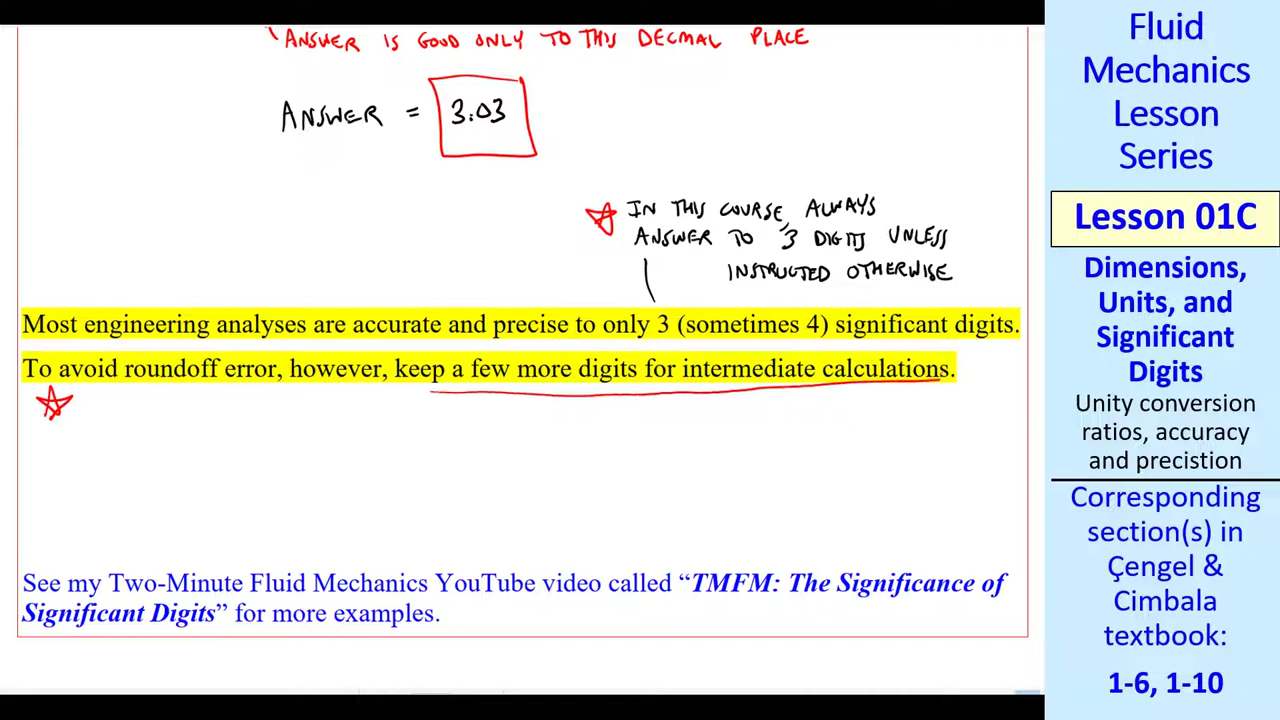 ANSWER IS GOOD ONLY TO THIS DECMAL PLACE
ANSWER = 3.03
IN THIS COURSE, ALWAYS
ANSWER TO 3 DIGITS UNLESS
INSTRUCTED OTHERWISE
Most engineering analyses are accurate and precise to only 3 (sometimes 4) significant digits.
To avoid roundoff error, however, keep a few more digits for intermediate calculations.
See my Two-Minute Fluid Mechanics YouTube video called “TMFM: The Significance of
Significant Digits” for more examples.
Fluid
Mechanics
Lesson
Series
Lesson 01C
Dimensions,
Units, and
Significant
Digits
Unity conversion
ratios, accuracy
and precistion
Corresponding
section(s) in
Çengel &
Cimbala
textbook:
1-6, 1-10